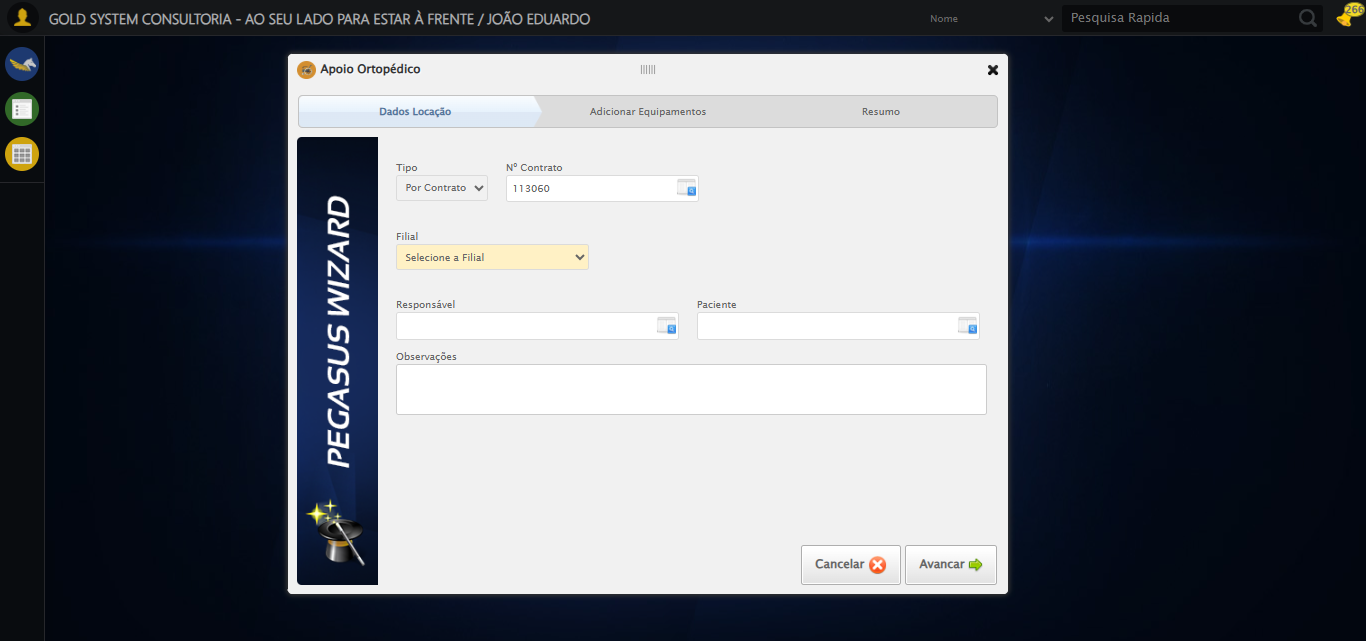 GOLD SYSTEM CONSULTORIA - AO SEU LADO PARA ESTAR À FRENTE / JOÃO EDUARDO
Nome
Pesquisa Rapida
266
Apoio Ortopédico
Dados Locação
Adicionar Equipamentos
Resumo
PEGASUS WIZARD
Tipo
Nº Contrato
Por Contrato
113060
Filial
Selecione a Filial
Responsável
Paciente
Observações
Cancelar
Avancar